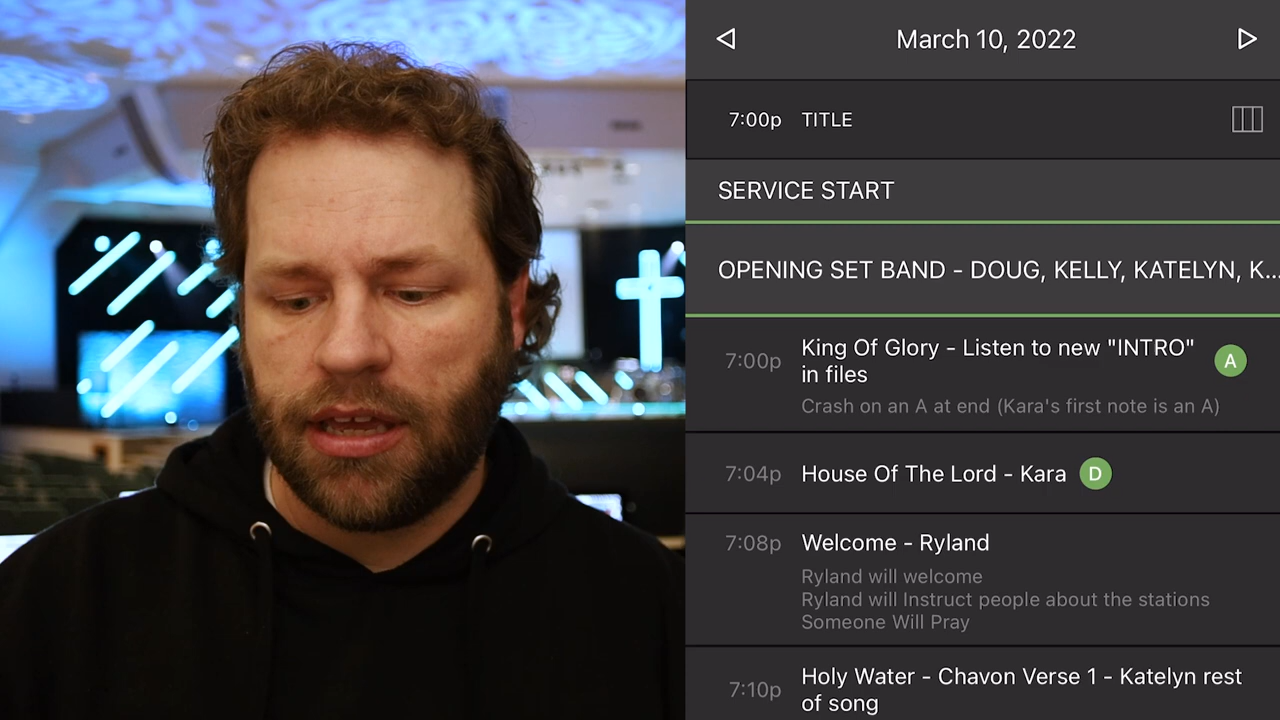 March 10, 2022
7:00p TITLE
SERVICE START
OPENING SET BAND - DOUG, KELLY, KATELYN, K...
7:00p King Of Glory - Listen to new "INTRO" A
in files
Crash on an A at end (Kara's first note is an A)
7:04p House Of The Lord - Kara D
7:08p Welcome - Ryland
Ryland will welcome
Ryland will Instruct people about the stations
Someone Will Pray
7:10p Holy Water - Chavon Verse 1 - Katelyn rest
of song